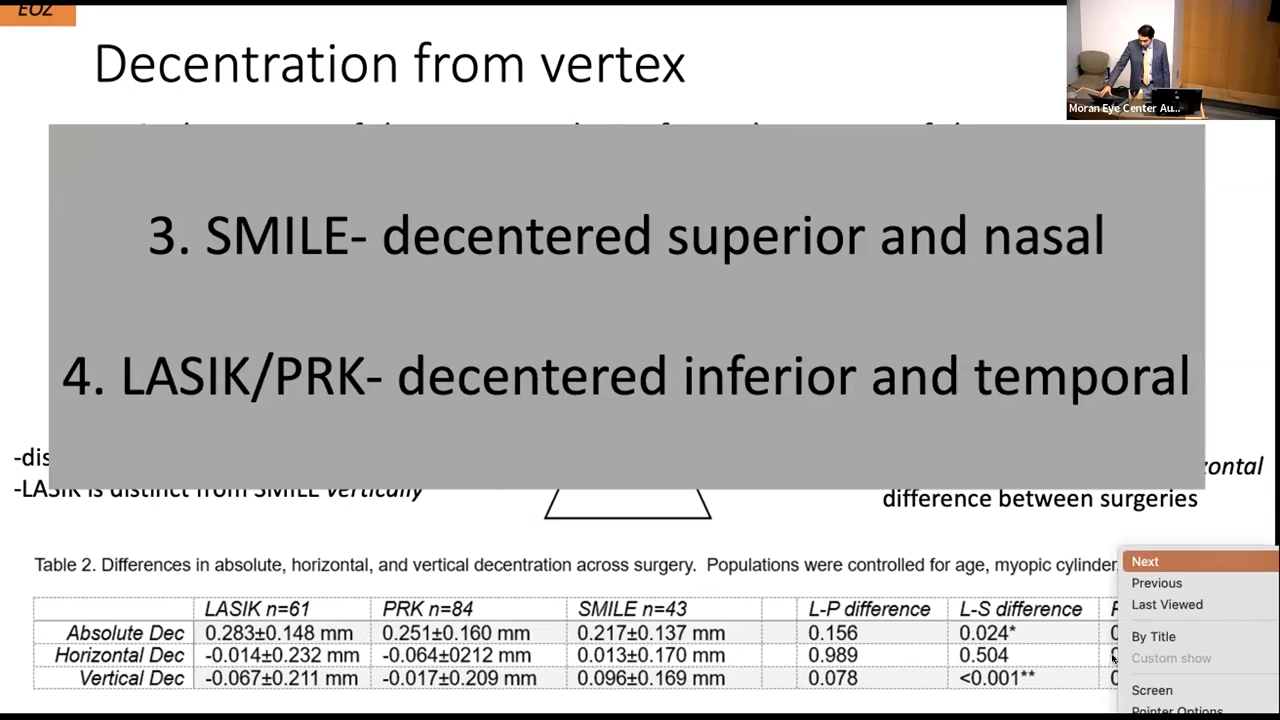 EOZ
Decentration from vertex
Moran Eye Center Au...
3. SMILE- decentered superior and nasal
4. LASIK/PRK- decentered inferior and temporal
-dis
-LASIK is distinct from SMILE vertically
zontal
difference between surgeries
Table 2. Differences in absolute, horizontal, and vertical decentration across surgery. Populations were controlled for age, myopic cylinder,
LASIK n=61 PRK n=84 SMILE n=43 L-P difference L-S difference
Absolute Dec 0.283±0.148 mm 0.251±0.160 mm 0.217±0.137 mm 0.156 0.024*
Horizontal Dec -0.014±0.232 mm -0.064±0212 mm 0.013±0.170 mm 0.989 0.504
Vertical Dec -0.067±0.211 mm -0.017±0.209 mm 0.096±0.169 mm 0.078 <0.001**
Next
Previous
Last Viewed
By Title
Custom show
Screen
Pointer Options